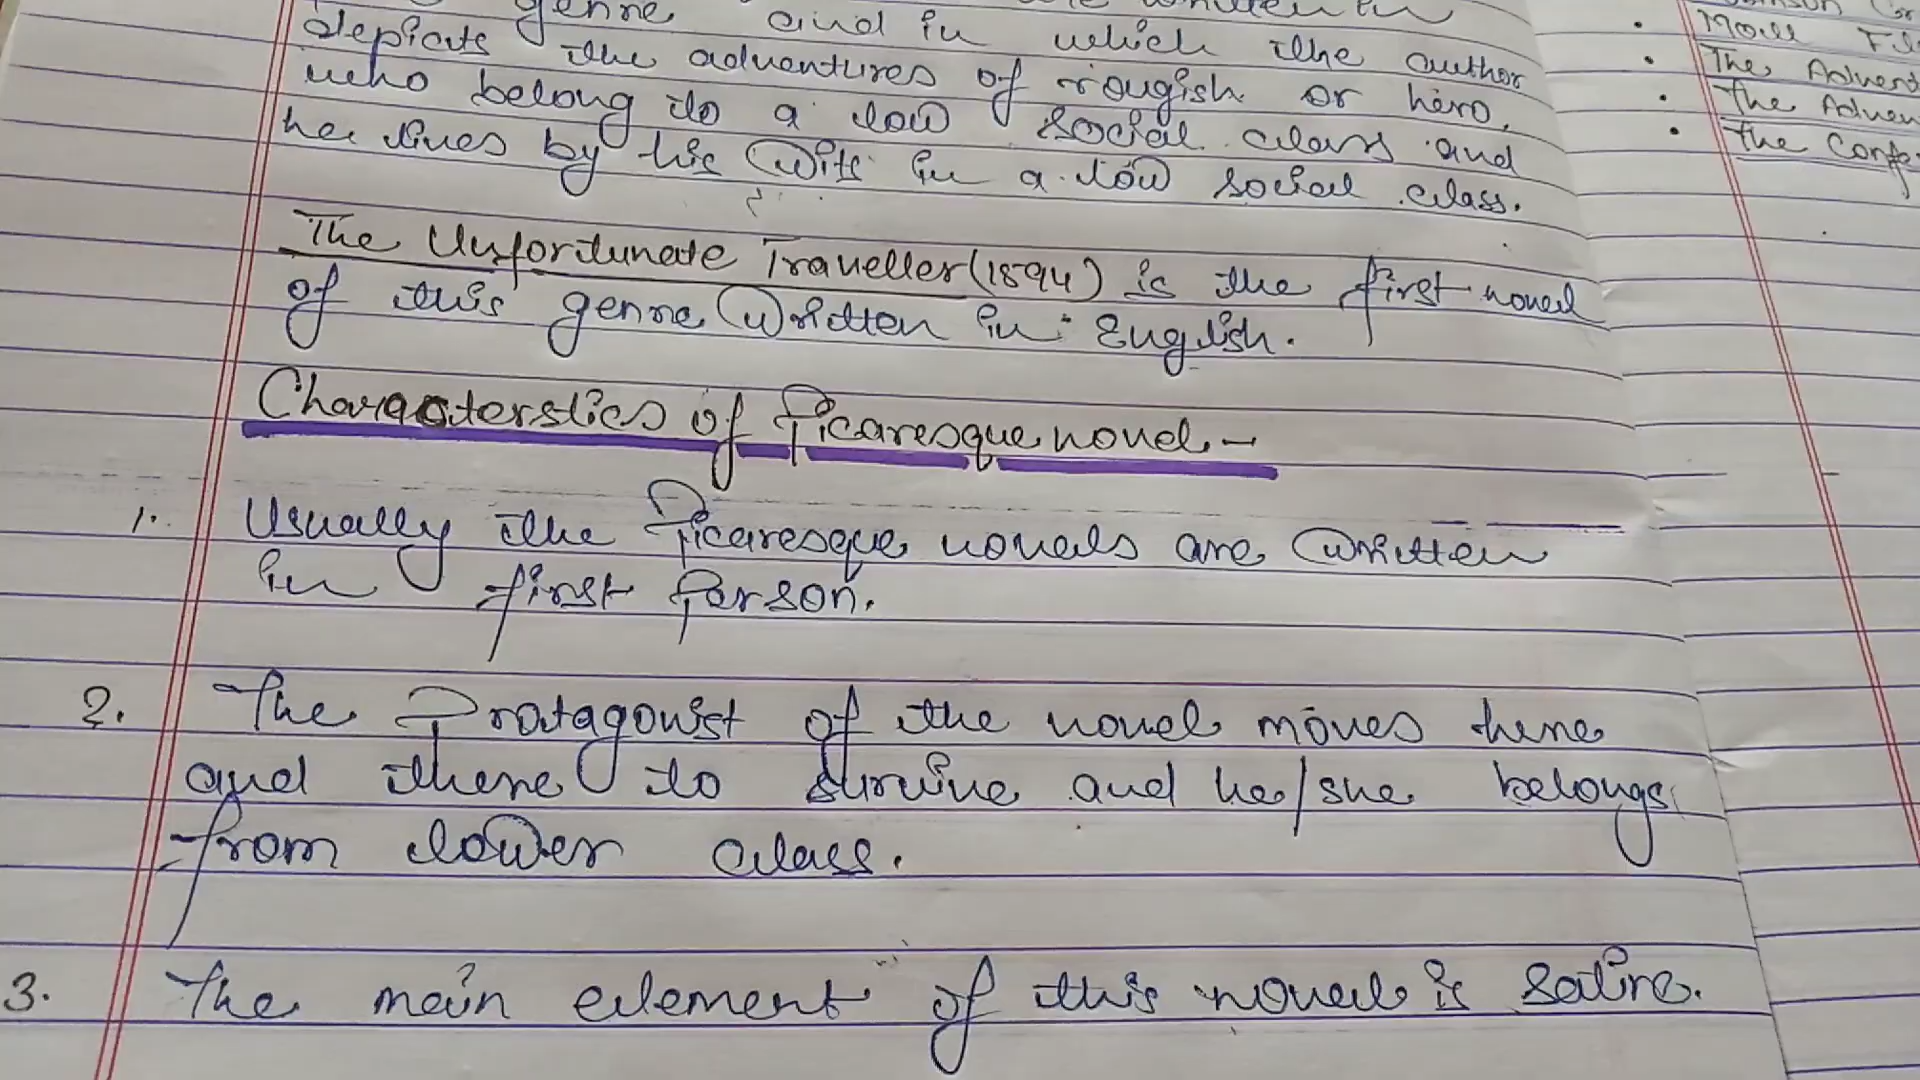 genre and in written in
depicts the adventures which the author
who belong to a low of rougish or hero,
he lives by his wits in a low social class and
social class.
The Unfortunate Traveller (1594) is the first novel
of this genre written in English.
Characterstics of Picaresque novel -
1. Usually the Picaresque novels are written
in first person.
2. The Protagonist of the novel moves here
and there to survive and he/she belongs
from lower class.
3. The main element of this novel is satire.
Moll
The
The
The